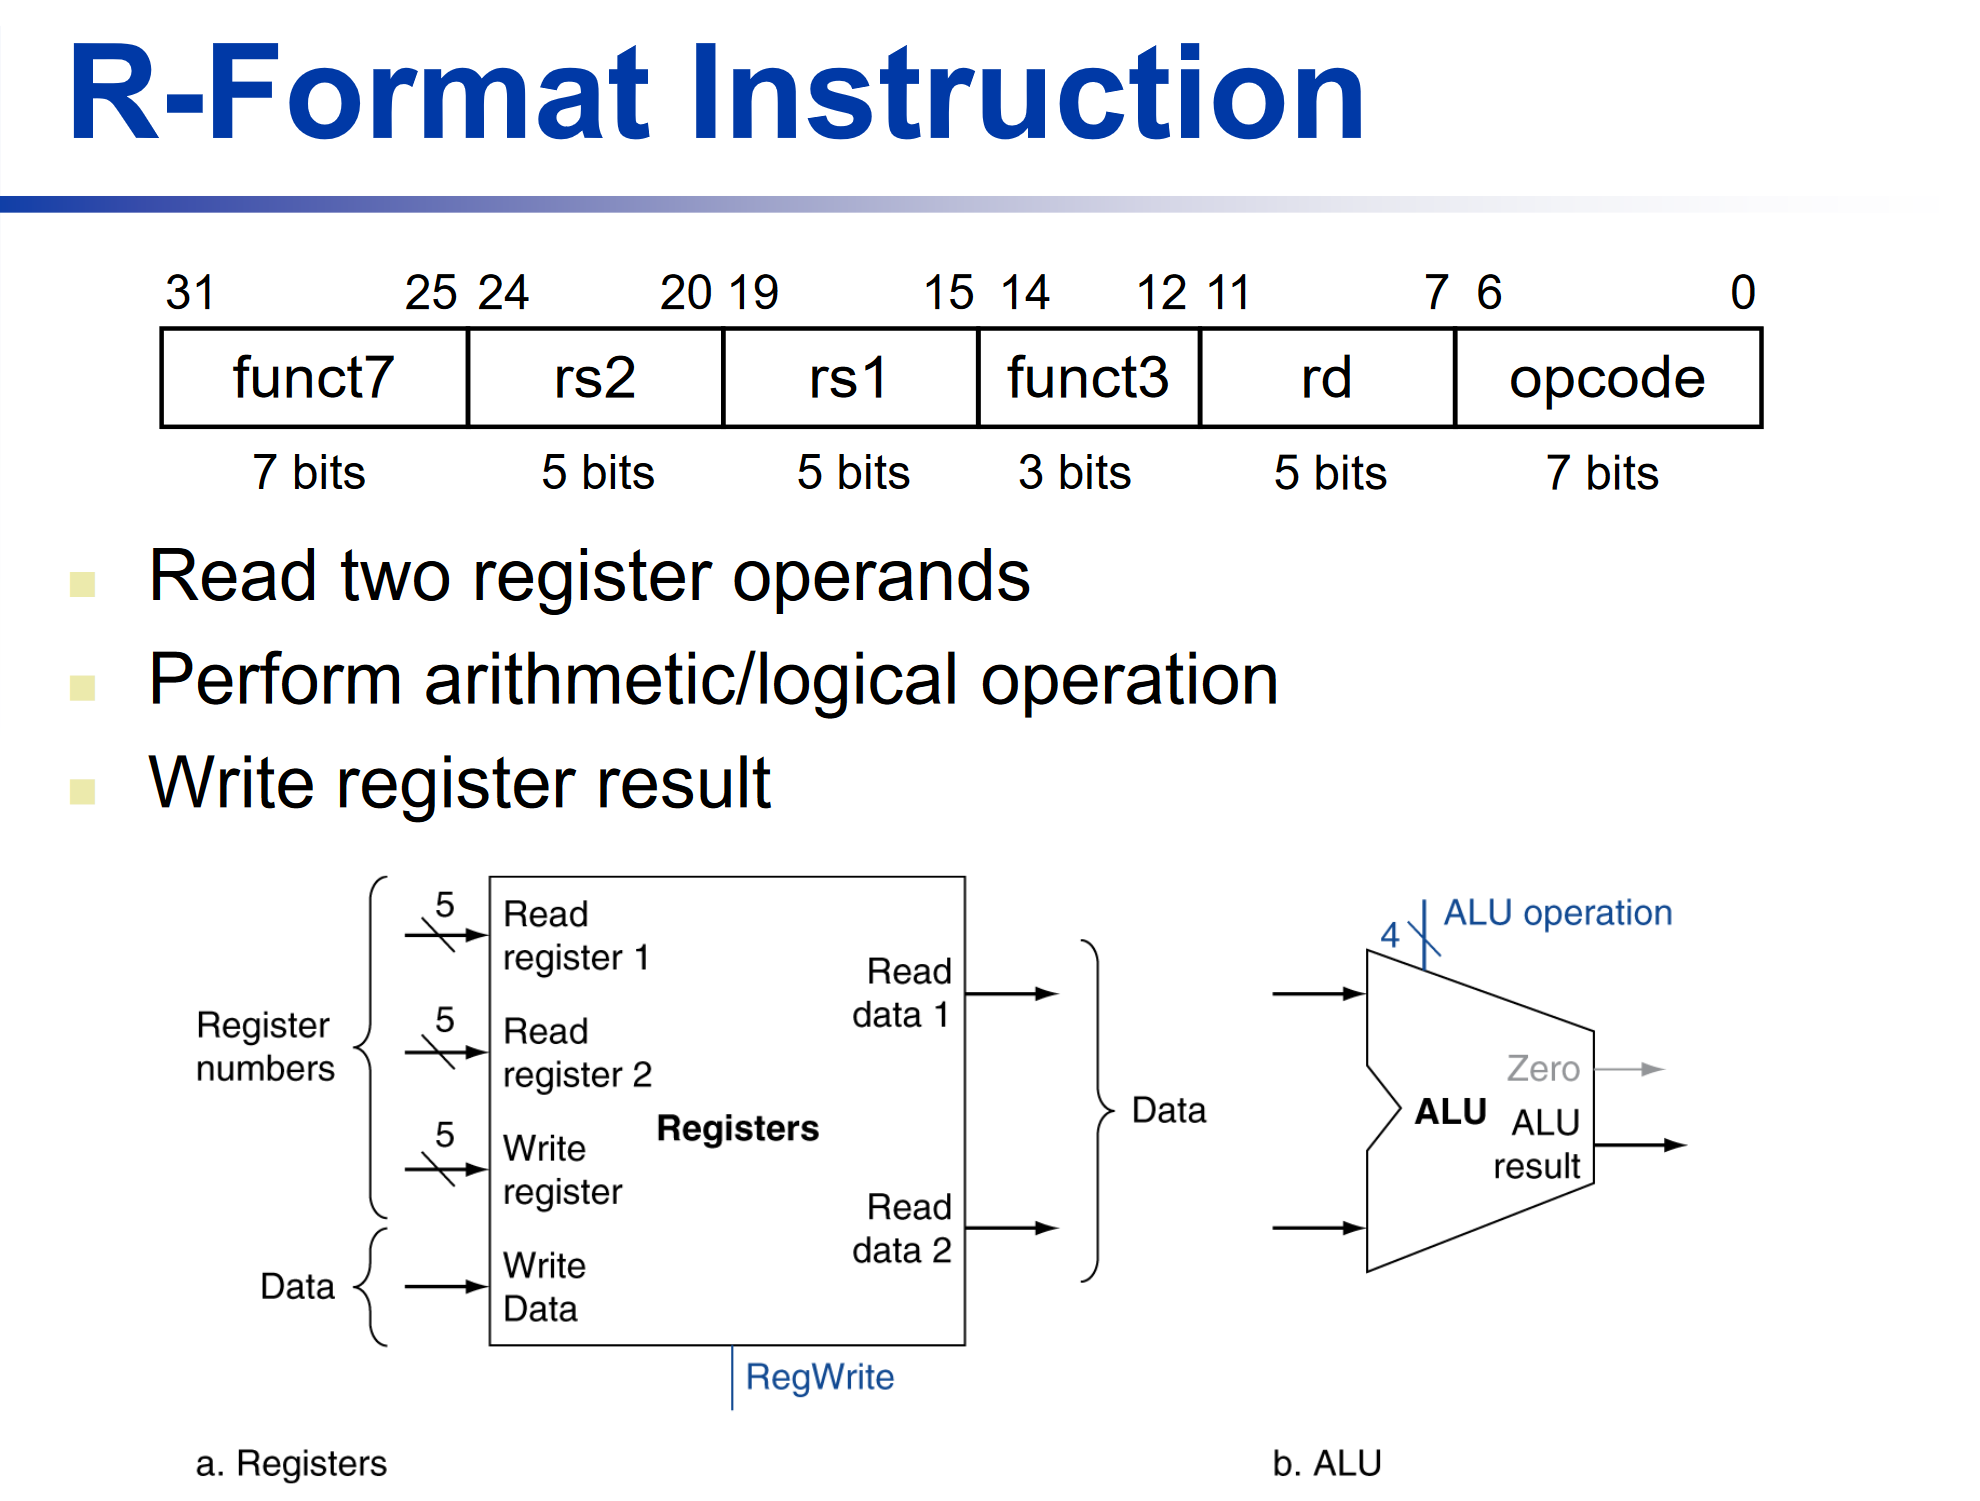 R-Format Instruction
31 25 24 20 19 15 14 12 11 7 6 0
funct7 rs2 rs1 funct3 rd opcode
7 bits 5 bits 5 bits 3 bits 5 bits 7 bits
Read two register operands
Perform arithmetic/logical operation
Write register result
Register
numbers
Data
5
5
5
Read
register 1
Read
register 2
Write
register
Write
Data
Registers
Read
data 1
Read
data 2
RegWrite
Data
4
ALU operation
Zero
ALU
ALU
result
a. Registers
b. ALU